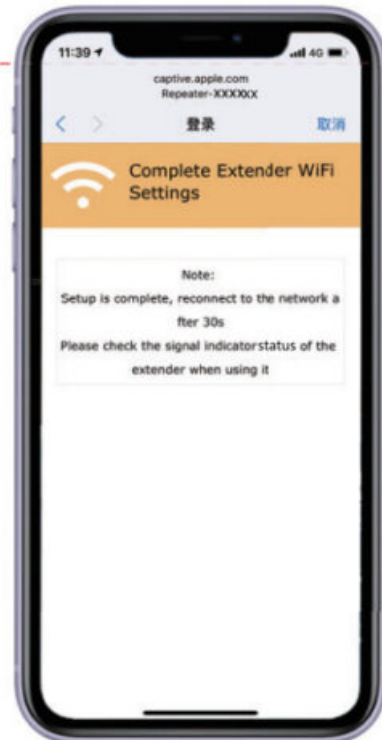 11:39
4G
captive.apple.com
Repeater-XXXXXX
登录
取消
Complete Extender WiFi
Settings
Note:
Setup is complete, reconnect to the network a
fter 30s
Please check the signal indicatorstatus of the
extender when using it